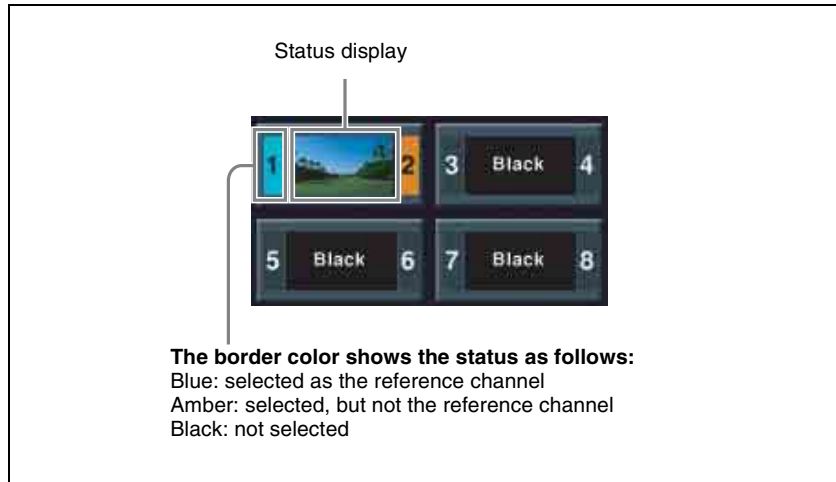 Status display
1 2 3 Black 4
5 Black 6 7 Black 8
The border color shows the status as follows:
Blue: selected as the reference channel
Amber: selected, but not the reference channel
Black: not selected